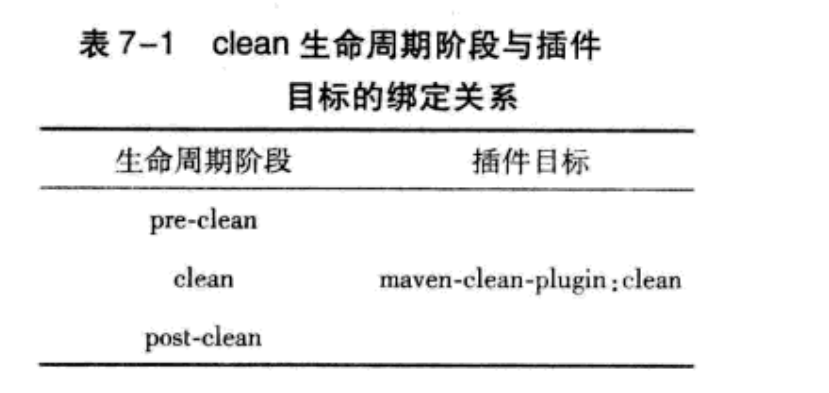 表 7-1 clean 生命周期阶段与插件
目标的绑定关系
生命周期阶段 插件目标
pre-clean
clean maven-clean-plugin:clean
post-clean